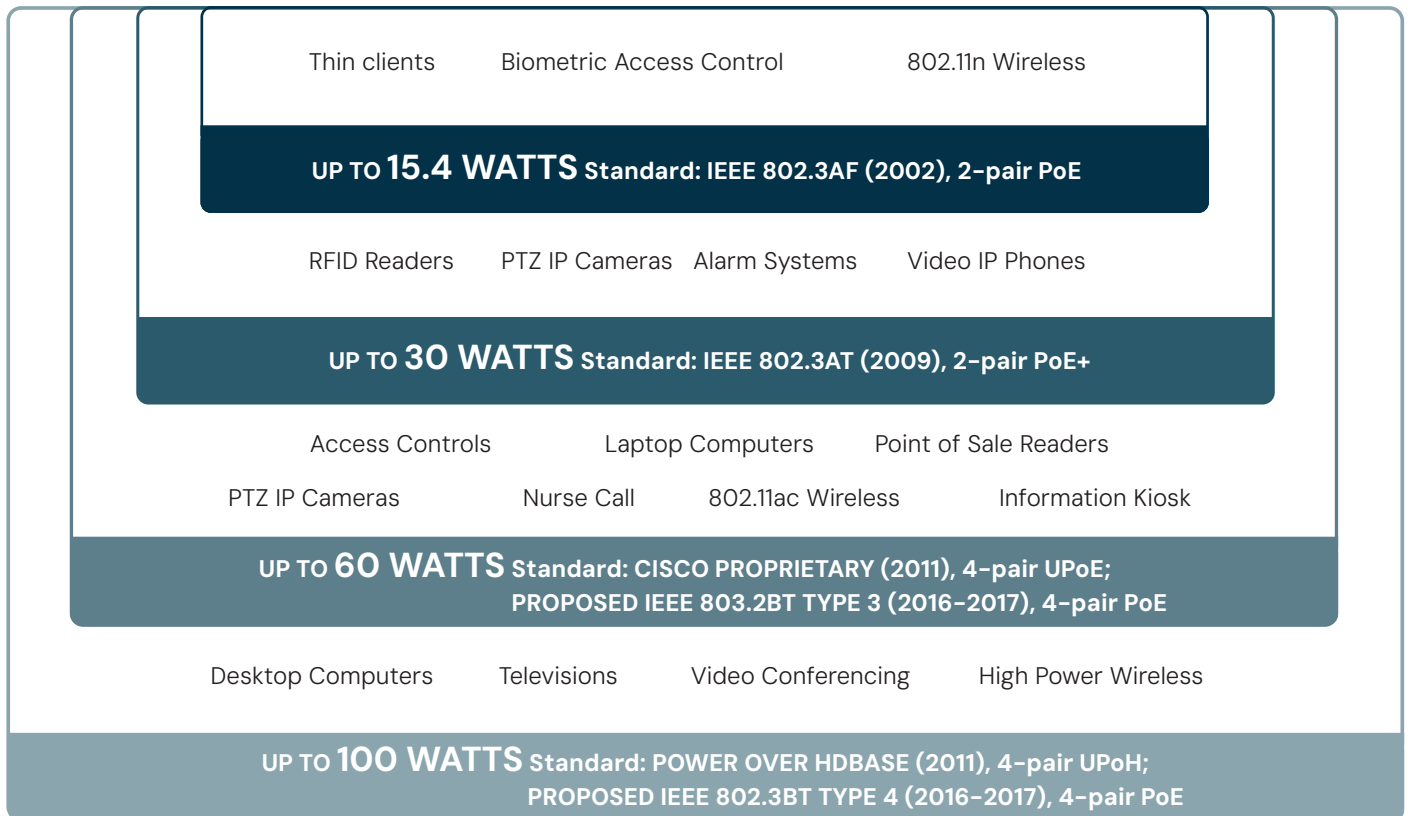 Thin clients Biometric Access Control 802.11n Wireless
UP TO 15.4 WATTS Standard: IEEE 802.3AF (2002), 2-pair PoE
RFID Readers PTZ IP Cameras Alarm Systems Video IP Phones
UP TO 30 WATTS Standard: IEEE 802.3AT (2009), 2-pair PoE+
Access Controls Laptop Computers Point of Sale Readers
PTZ IP Cameras Nurse Call 802.11ac Wireless Information Kiosk
UP TO 60 WATTS Standard: CISCO PROPRIETARY (2011), 4-pair UPoE;
PROPOSED IEEE 803.2BT TYPE 3 (2016-2017), 4-pair PoE
Desktop Computers Televisions Video Conferencing High Power Wireless
UP TO 100 WATTS Standard: POWER OVER HDBASE (2011), 4-pair UPoH;
PROPOSED IEEE 802.3BT TYPE 4 (2016-2017), 4-pair PoE